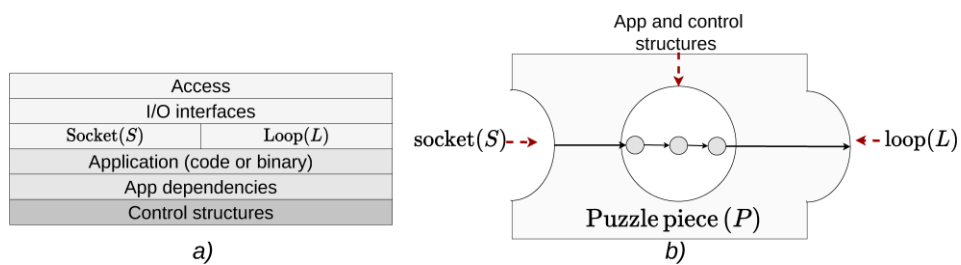 Access
I/O interfaces
Socket(S) Loop(L)
Application (code or binary)
App dependencies
Control structures
a)
App and control
structures
socket(S)
loop(L)
Puzzle piece (P)
b)